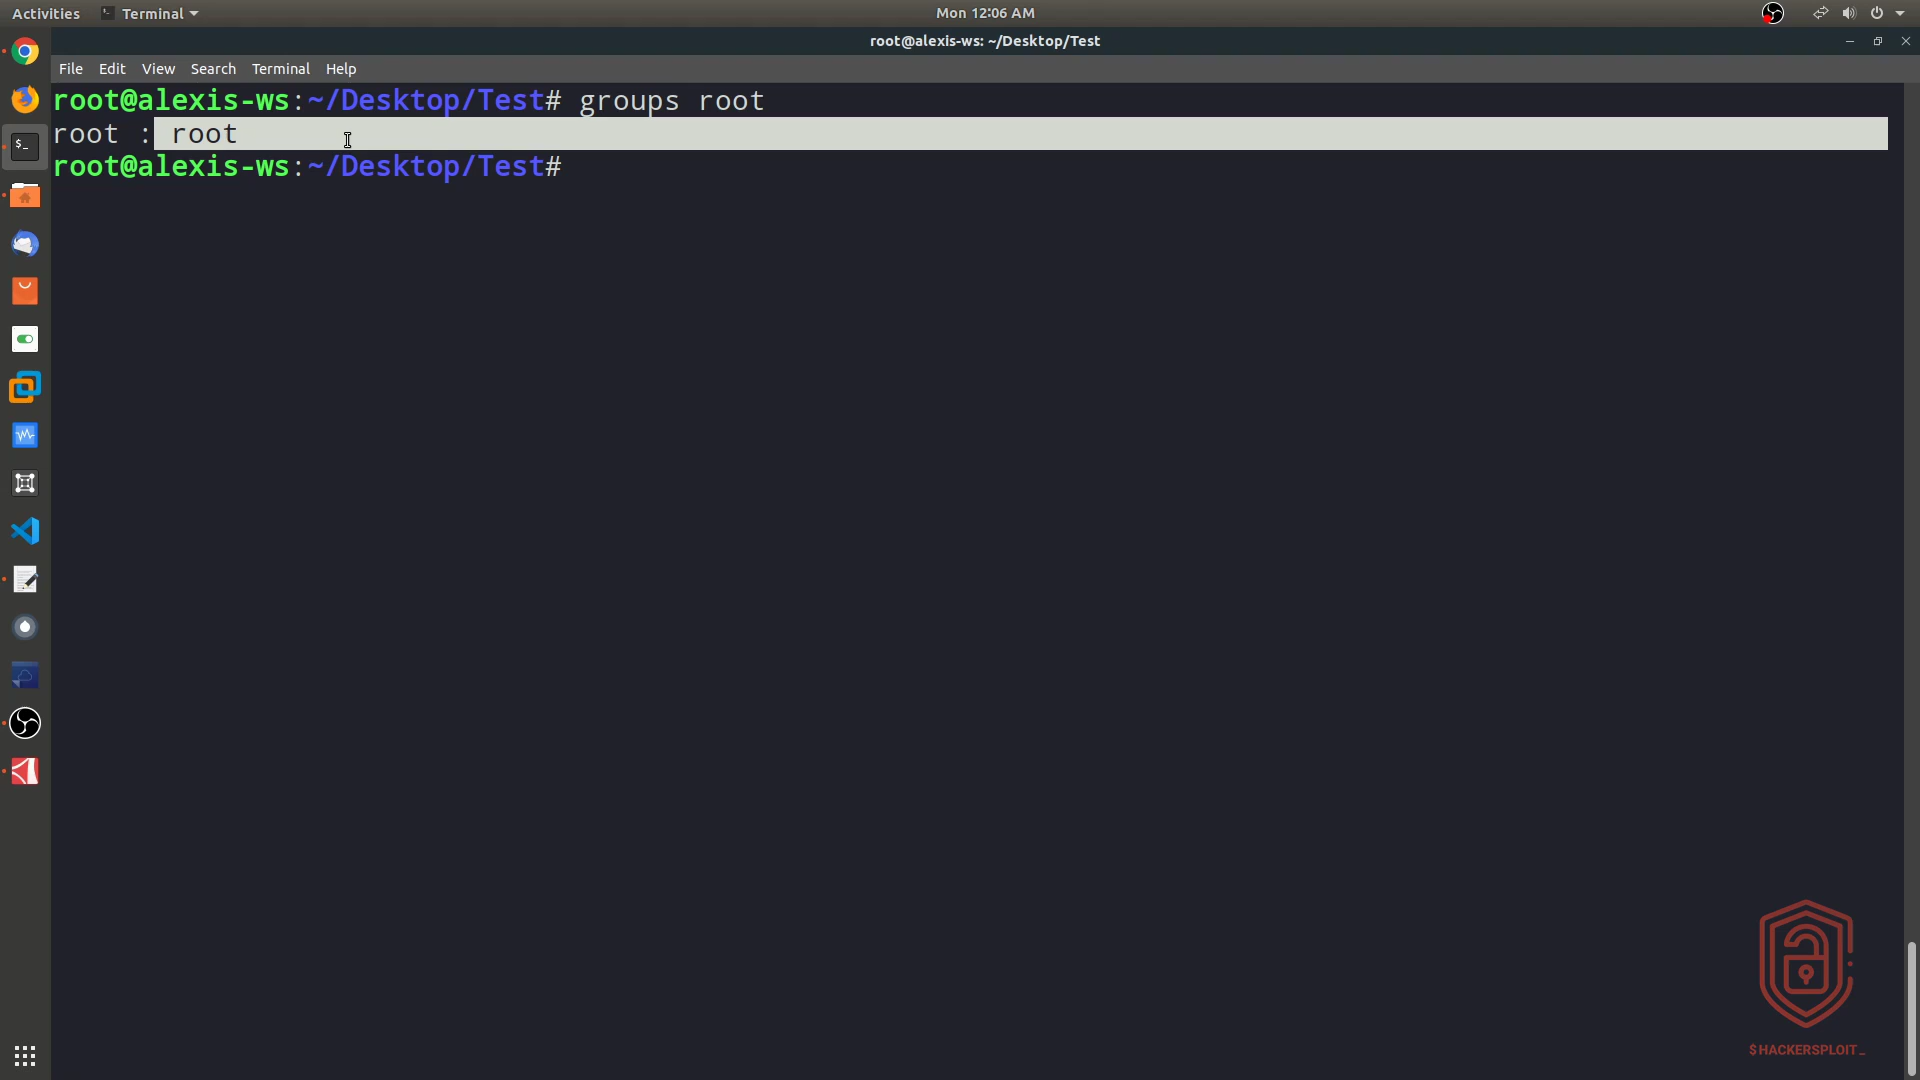 Activities Terminal Mon 12:06 AM
root@alexis-ws: ~/Desktop/Test
File Edit View Search Terminal Help
root@alexis-ws:~/Desktop/Test# groups root
root : root
root@alexis-ws:~/Desktop/Test#
$HACKERSPLOIT_